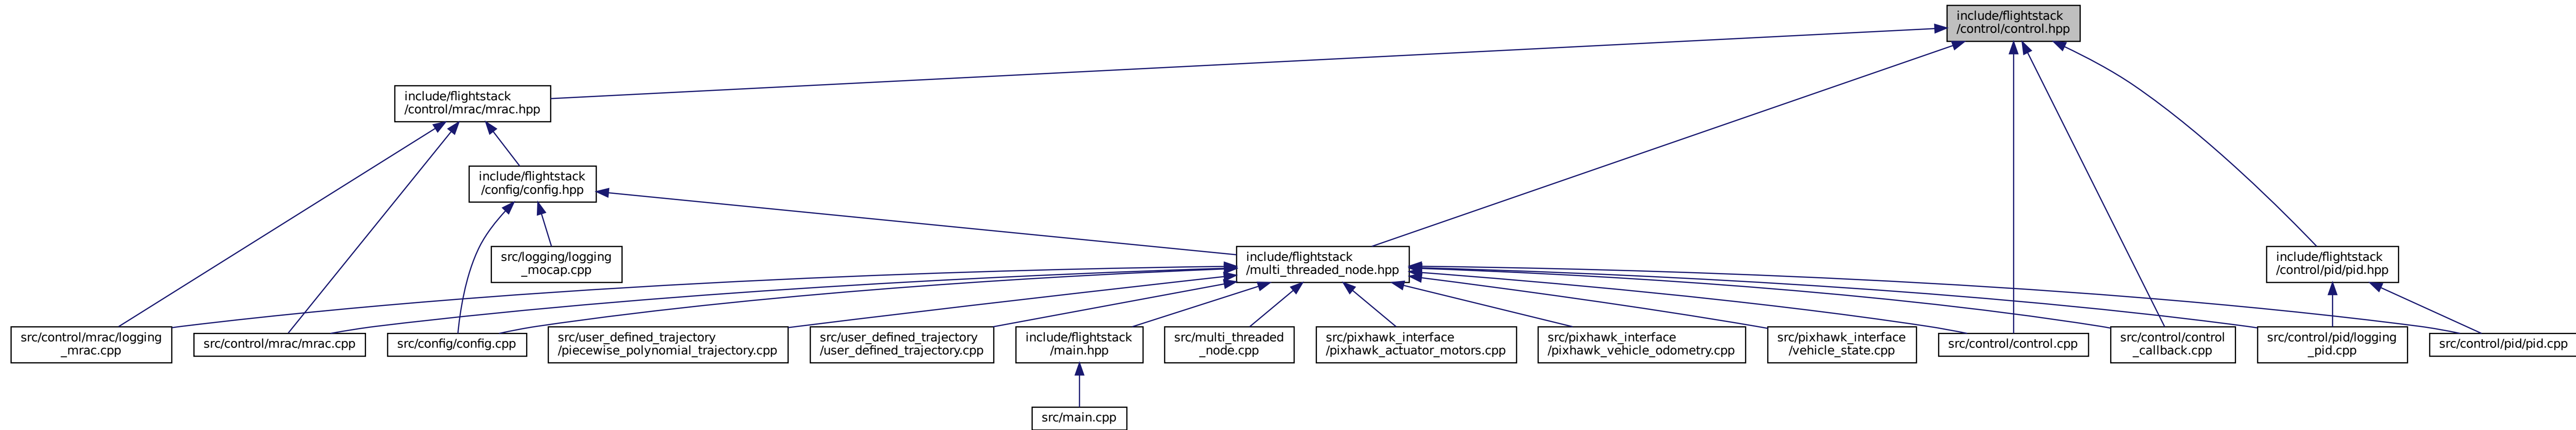 include/flightstack
/control/control.hpp
include/flightstack
/control/mrac/mrac.hpp
include/flightstack
/config/config.hpp
src/logging/logging
_mocap.cpp
include/flightstack
/multi_threaded_node.hpp
include/flightstack
/control/pid/pid.hpp
src/control/mrac/logging
_mrac.cpp
src/control/mrac/mrac.cpp
src/config/config.cpp
src/user_defined_trajectory
/piecewise_polynomial_trajectory.cpp
src/user_defined_trajectory
/user_defined_trajectory.cpp
include/flightstack
/main.hpp
src/multi_threaded
_node.cpp
src/pixhawk_interface
/pixhawk_actuator_motors.cpp
src/pixhawk_interface
/pixhawk_vehicle_odometry.cpp
src/pixhawk_interface
/vehicle_state.cpp
src/control/control.cpp
src/control/control
_callback.cpp
src/control/pid/logging
_pid.cpp
src/control/pid/pid.cpp
src/main.cpp